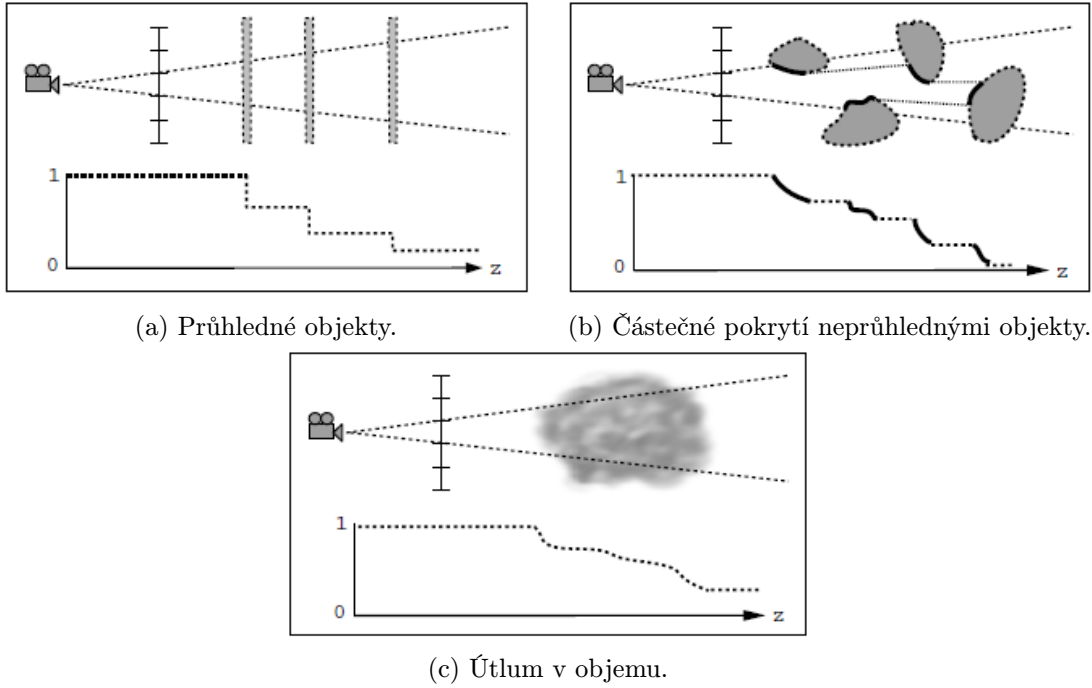 1
0
z
1
0
z
(a) Průhledné objekty.
(b) Částečné pokrytí neprůhlednými objekty.
1
0
z
(c) Útlum v objemu.